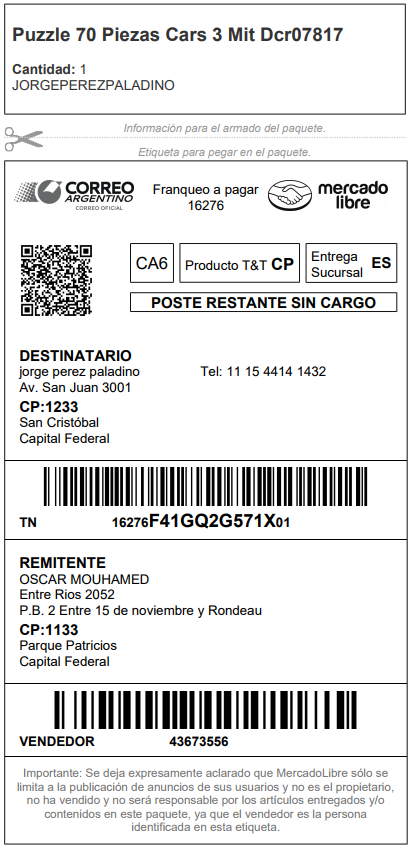 Puzzle 70 Piezas Cars 3 Mit Dcr07817
Cantidad: 1
JORGEPEREZPALADINO
Información para el armado del paquete.
Etiqueta para pegar en el paquete.
CORREO
ARGENTINO
CORREO OFICIAL
Franqueo a pagar
16276
mercado
libre
CA6
Producto T&T CP
Entrega
Sucursal ES
POSTE RESTANTE SIN CARGO
DESTINATARIO
jorge perez paladino Tel: 11 15 4414 1432
Av. San Juan 3001
CP:1233
San Cristóbal
Capital Federal
TN 16276F41GQ2G571X01
REMITENTE
OSCAR MOUHAMED
Entre Rios 2052
P.B. 2 Entre 15 de noviembre y Rondeau
CP:1133
Parque Patricios
Capital Federal
VENDEDOR 43673556
Importante: Se deja expresamente aclarado que MercadoLibre sólo se
limita a la publicación de anuncios de sus usuarios y no es el propietario,
no ha vendido y no será responsable por los artículos entregados y/o
contenidos en este paquete, ya que el vendedor es la persona
identificada en esta etiqueta.